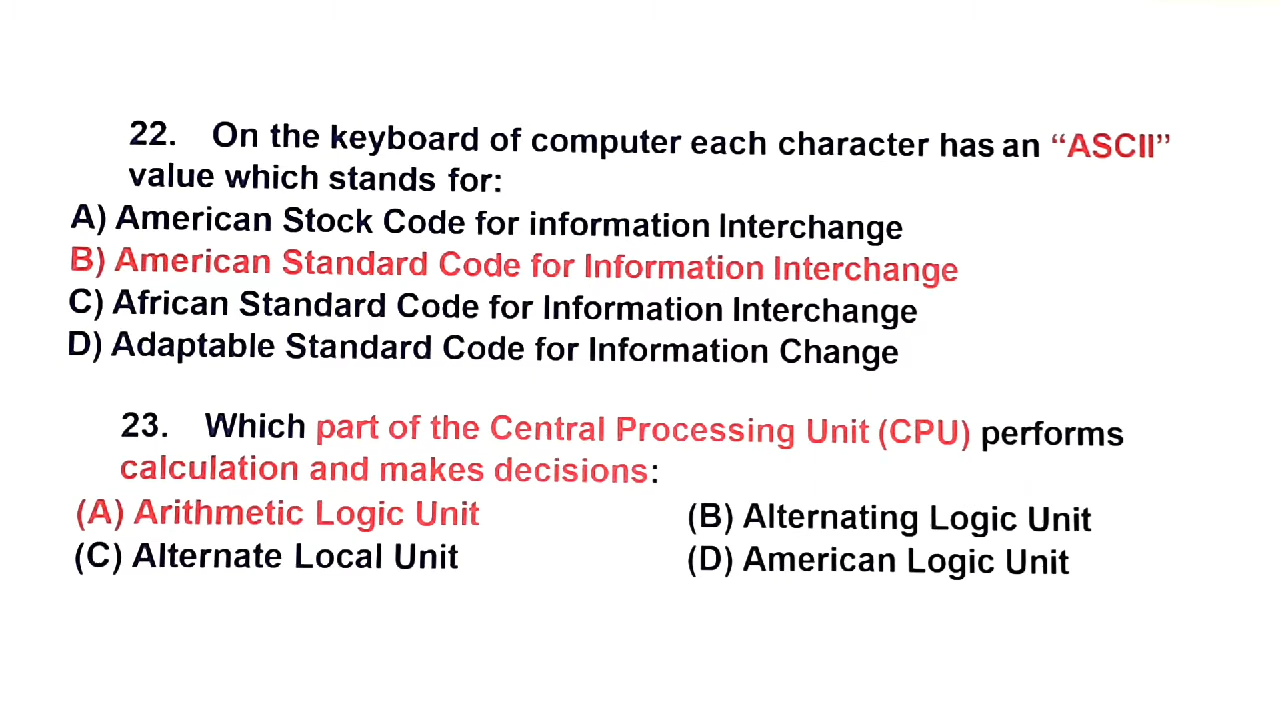 22. On the keyboard of computer each character has an “ASCII”
value which stands for:
A) American Stock Code for information Interchange
B) American Standard Code for Information Interchange
C) African Standard Code for Information Interchange
D) Adaptable Standard Code for Information Change
23. Which part of the Central Processing Unit (CPU) performs
calculation and makes decisions:
(A) Arithmetic Logic Unit (B) Alternating Logic Unit
(C) Alternate Local Unit (D) American Logic Unit